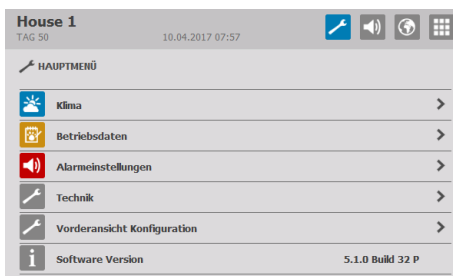 House 1
TAG 50 10.04.2017 07:57
HAUPTMENÜ
Klima
Betriebsdaten
Alarmeinstellungen
Technik
Vorderansicht Konfiguration
Software Version 5.1.0 Build 32 P